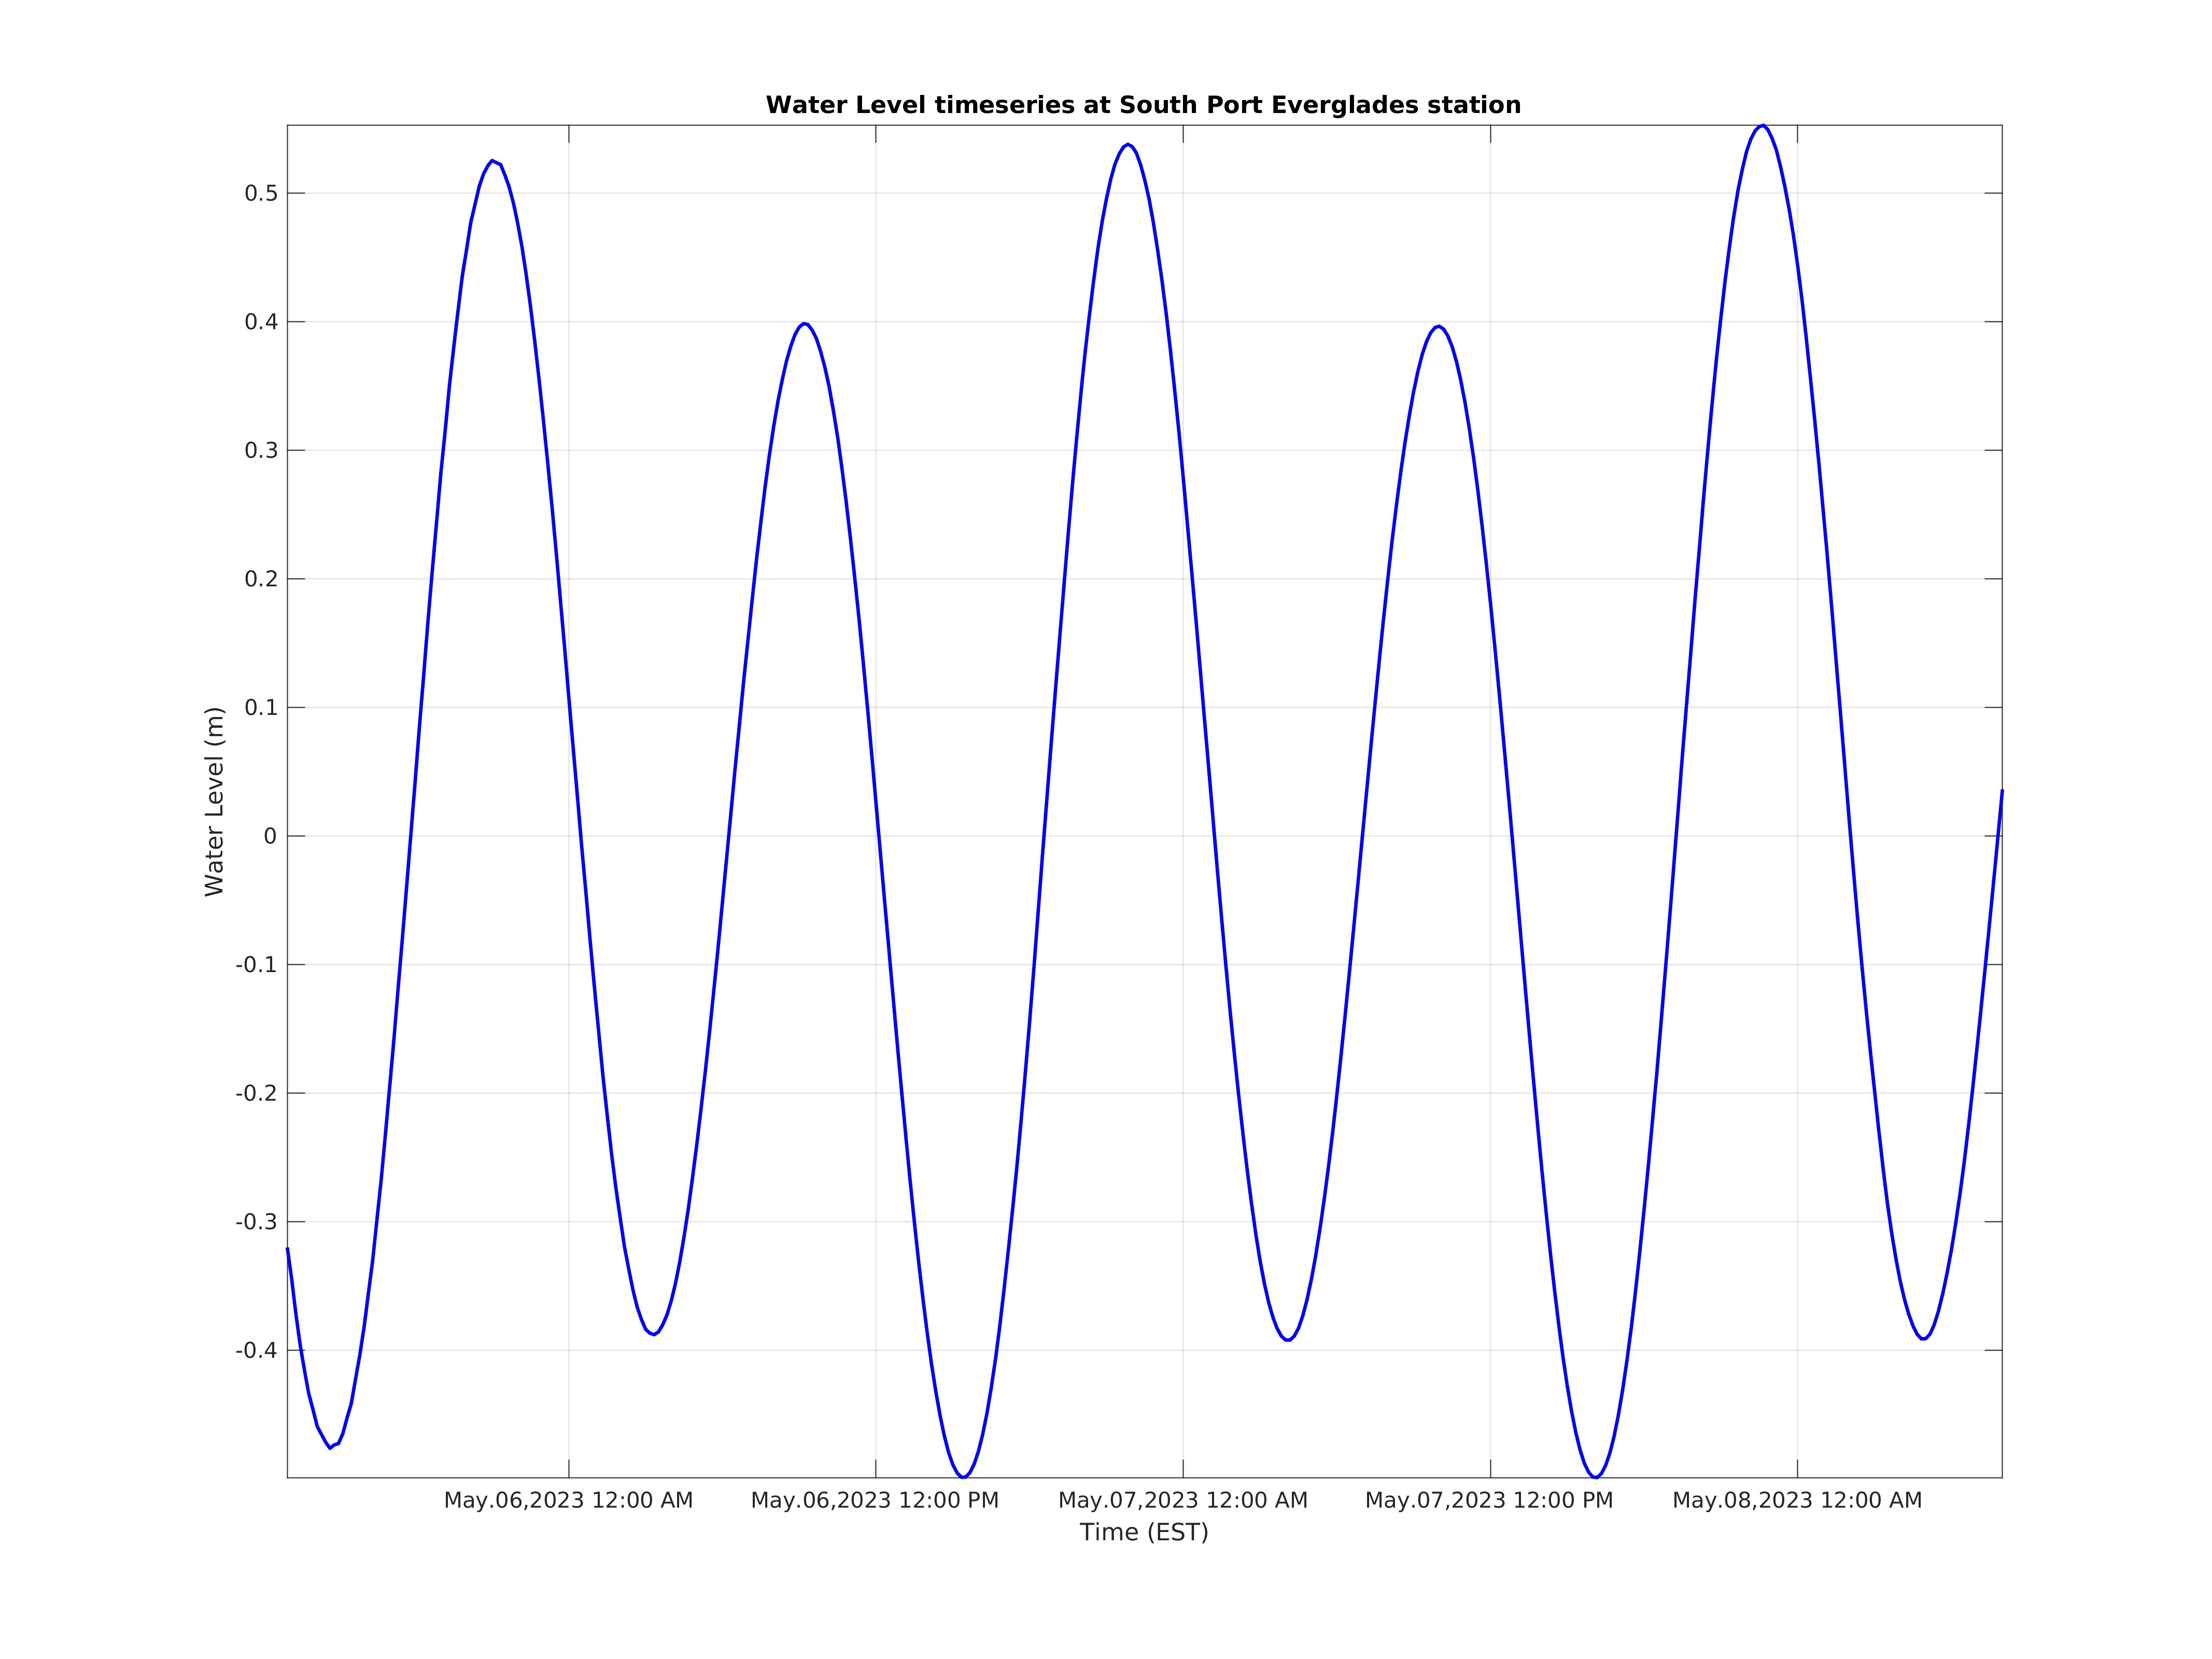 Water Level timeseries at South Port Everglades station
0.5
0.4
0.3
0.2
0.1
0
-0.1
-0.2
-0.3
-0.4
Water Level (m)
May.06,2023 12:00 AM
May.06,2023 12:00 PM
May.07,2023 12:00 AM
May.07,2023 12:00 PM
May.08,2023 12:00 AM
Time (EST)